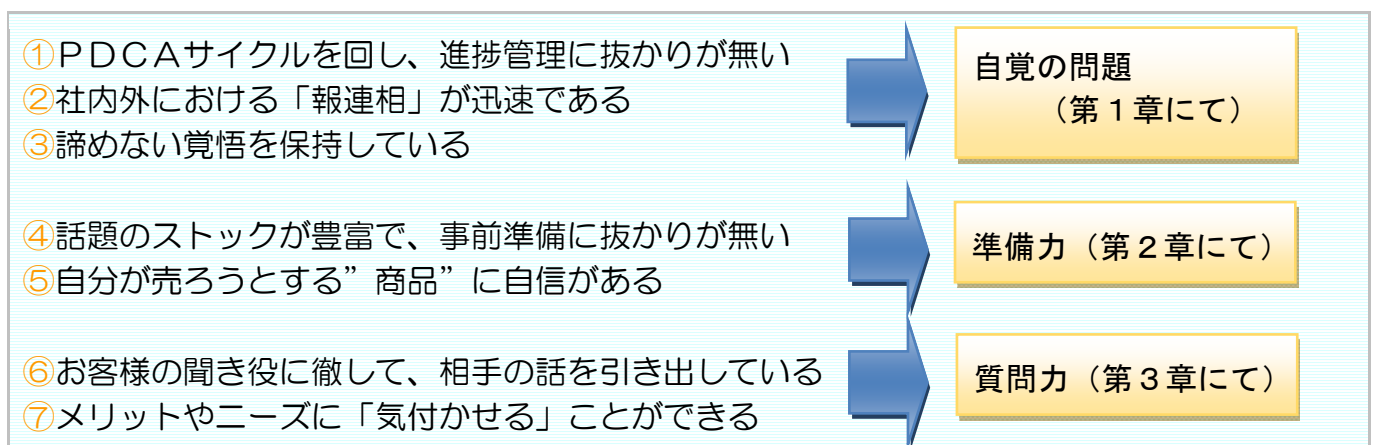 ①PDCAサイクルを回し、進捗管理に抜かりが無い
②社内外における「報連相」が迅速である
③諦めない覚悟を保持している
自覚の問題
（第１章にて）
④話題のストックが豊富で、事前準備に抜かりが無い
⑤自分が売ろうとする”商品”に自信がある
準備力（第２章にて）
⑥お客様の聞き役に徹して、相手の話を引き出している
⑦メリットやニーズに「気付かせる」ことができる
質問力（第３章にて）